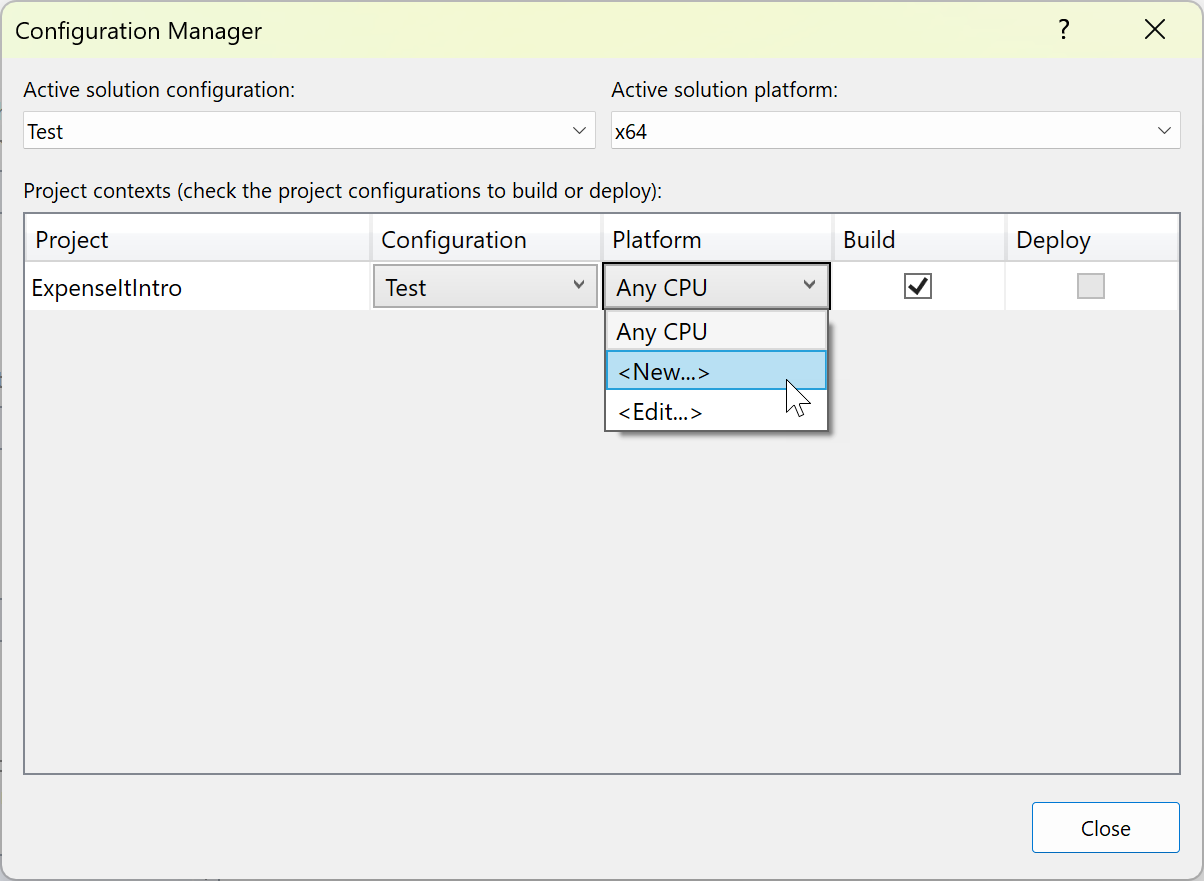 Configuration Manager ?
Active solution configuration: Active solution platform:
Test x64
Project contexts (check the project configurations to build or deploy):
Project Configuration Platform Build Deploy
ExpenseItIntro Test Any CPU
Any CPU
<New...>
<Edit...>
Close